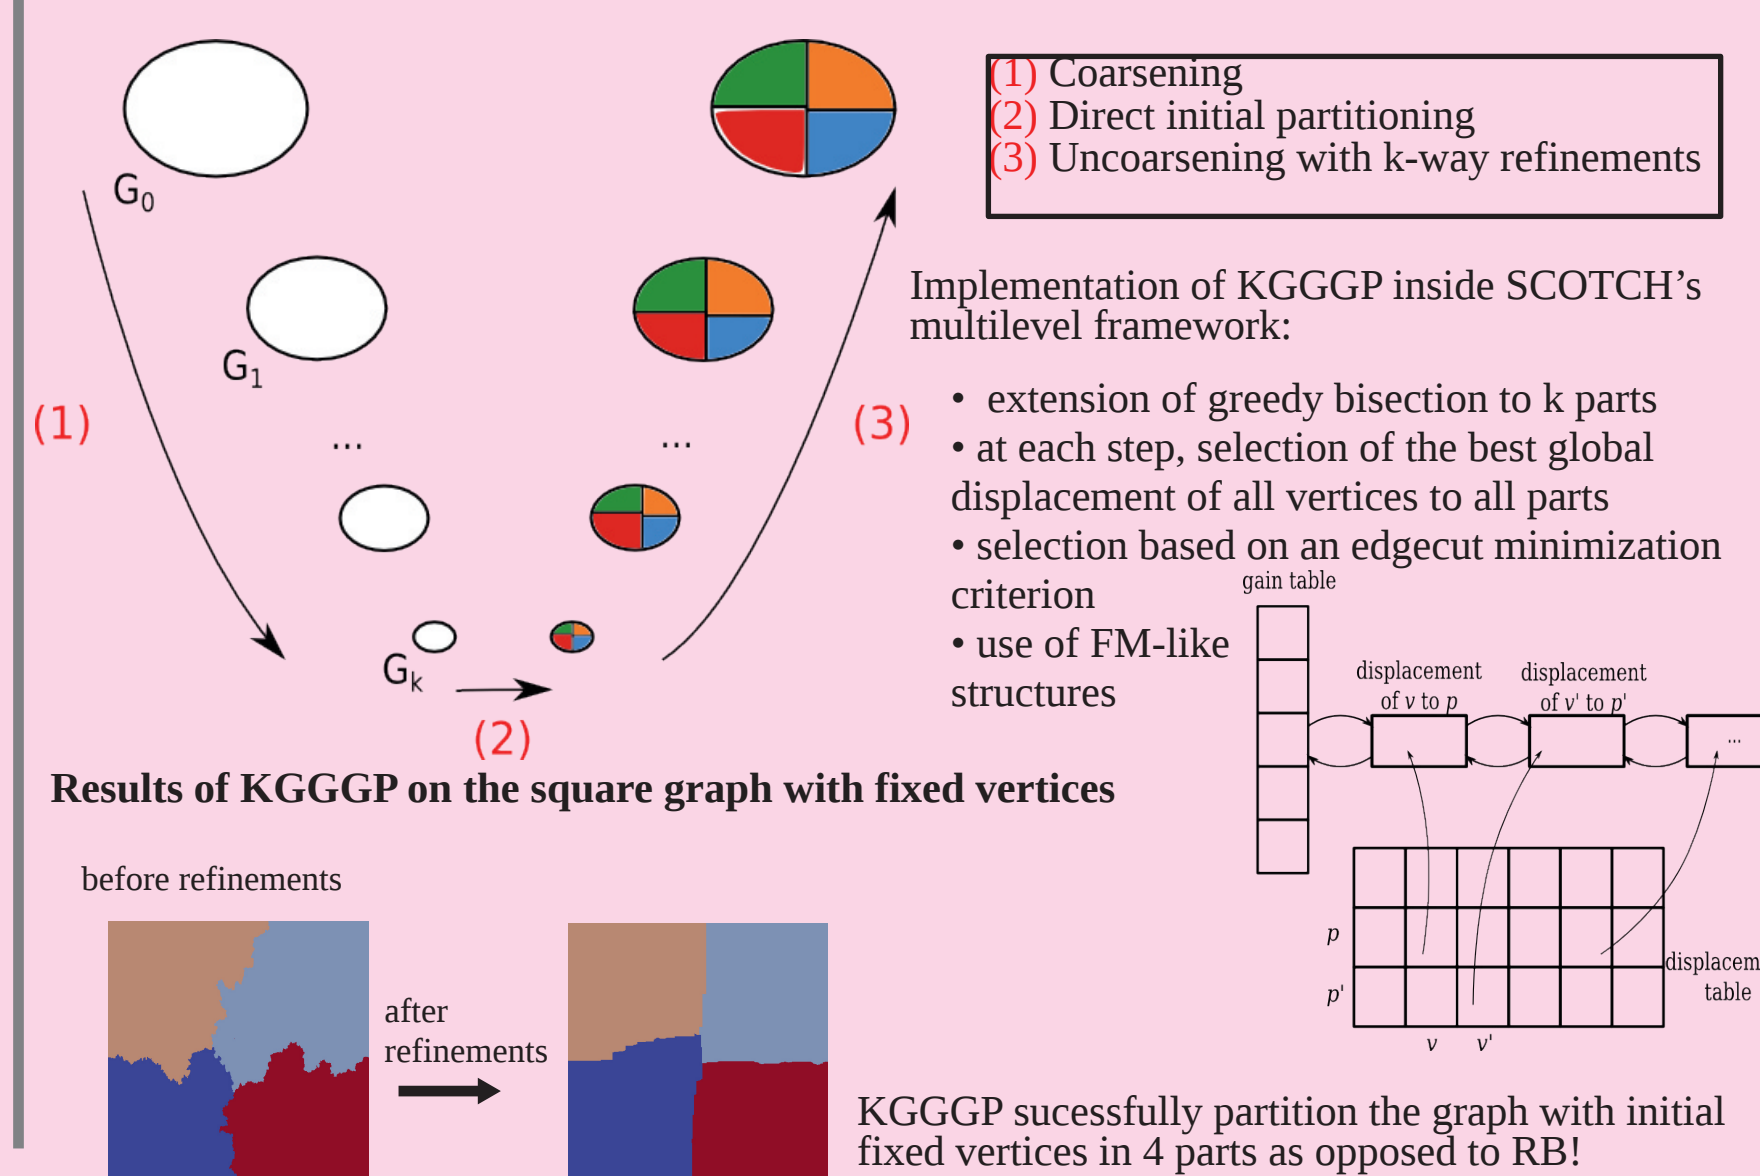 G0
G1
(1)
...
...
(3)
Gk
(2)
(1) Coarsening
(2) Direct initial partitioning
(3) Uncoarsening with k-way refinements
Implementation of KGGGP inside SCOTCH’s
multilevel framework:
• extension of greedy bisection to k parts
• at each step, selection of the best global
displacement of all vertices to all parts
• selection based on an edgecut minimization
criterion
• use of FM-like
structures
gain table
displacement
of v to p
displacement
of v' to p'
...
p
p'
v
v'
displacem
table
Results of KGGGP on the square graph with fixed vertices
before refinements
after
refinements
KGGGP sucessfully partition the graph with initial
fixed vertices in 4 parts as opposed to RB!